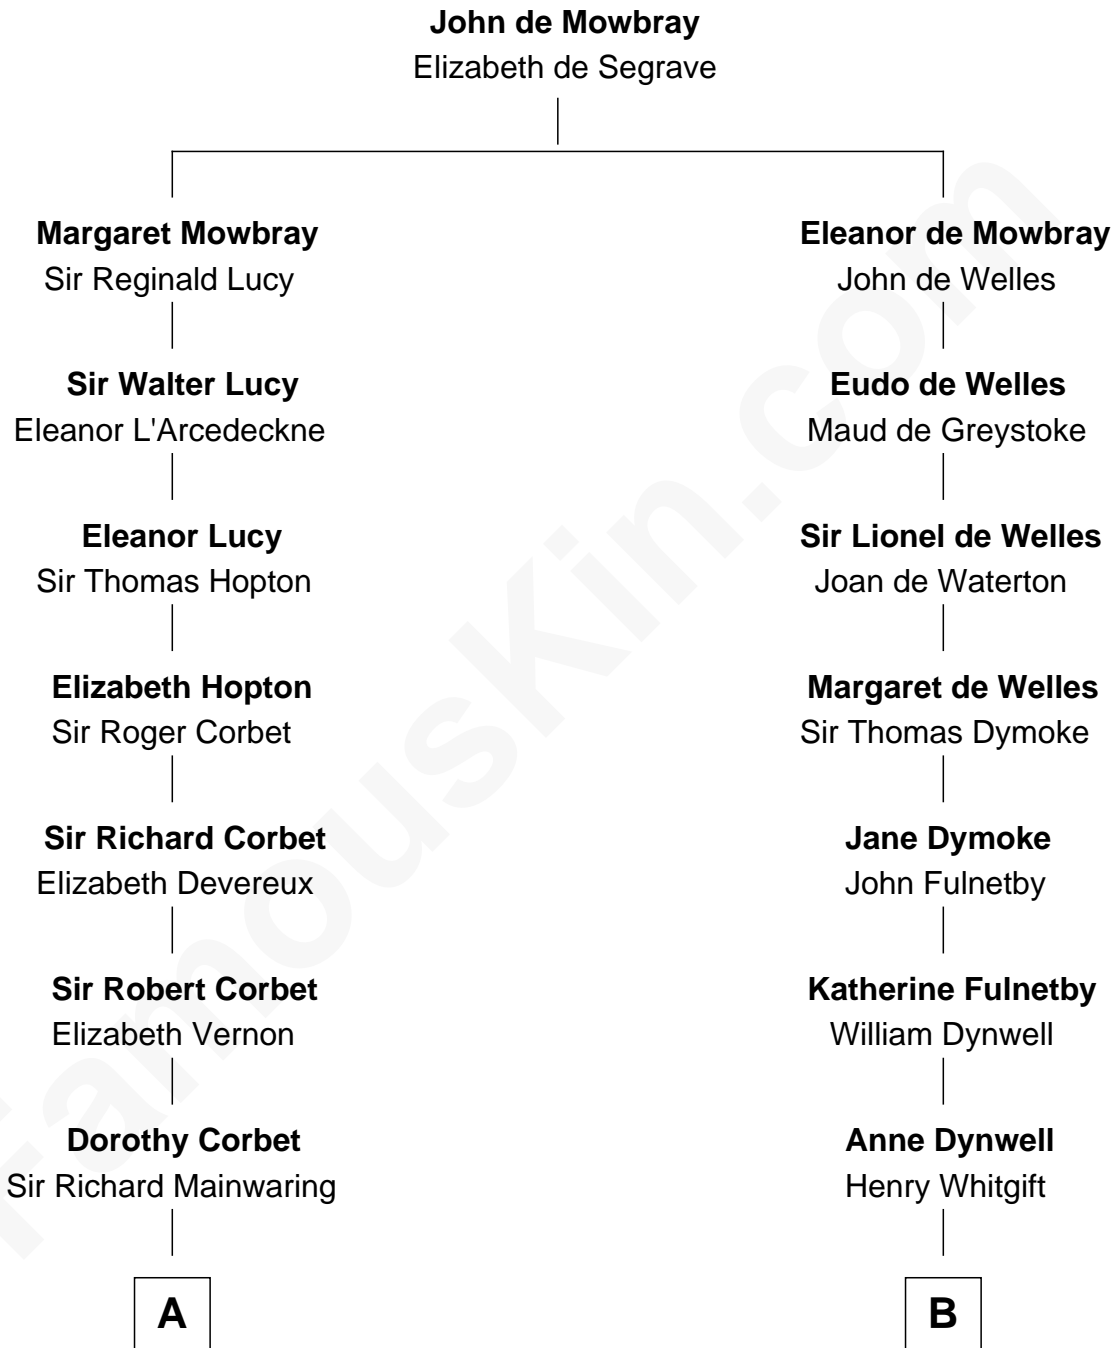 John de Mowbray
Elizabeth de Segrave
Margaret Mowbray
Sir Reginald Lucy
Eleanor de Mowbray
John de Welles
Sir Walter Lucy
Eleanor L'Arcedeckne
Eudo de Welles
Maud de Greystoke
Eleanor Lucy
Sir Thomas Hopton
Sir Lionel de Welles
Joan de Waterton
Elizabeth Hopton
Sir Roger Corbet
Margaret de Welles
Sir Thomas Dymoke
Sir Richard Corbet
Elizabeth Devereux
Jane Dymoke
John Fulnetby
Sir Robert Corbet
Elizabeth Vernon
Katherine Fulnetby
William Dynwell
Dorothy Corbet
Sir Richard Mainwaring
Anne Dynwell
Henry Whitgift
A
B
FamousKin.com